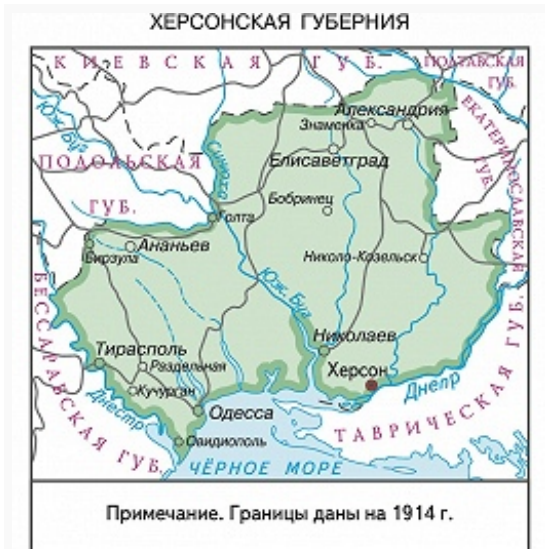 ХЕРСОНСКАЯ ГУБЕРНИЯ
КИЕВСКАЯ ГУБ.
ПОЛТАВСКАЯ
ГУБ.
ЕКАТЕРИНОСЛАВСКАЯ ГУБ.
Юж. Буг
Синюха
Александрия
Знаменка
Елисаветград
ПОДОЛЬСКАЯ
ГУБ.
Бобринец
Голта
Ананьев
Бирзула
Николо-Козельск
Юж. Буг
БЕССАРАБСКАЯ ГУБ.
Николаев
Тирасполь
Раздельная
Херсон
Кучурган
Днепр
Днестр
Одесса
ТАВРИЧЕСКАЯ ГУБ.
Овидиополь
ЧЁРНОЕ МОРЕ
Примечание. Границы даны на 1914 г.